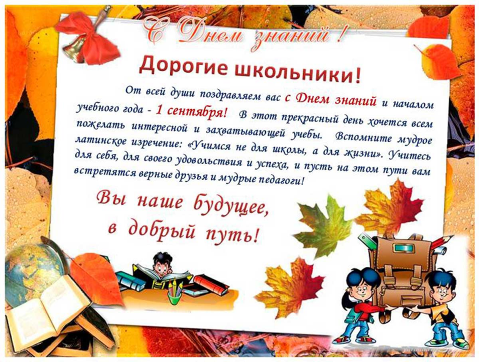 С Днем знаний !
Дорогие школьники!
От всей души поздравляем вас с Днем знаний и началом
учебного года - 1 сентября! В этот прекрасный день хочется всем
пожелать интересной и захватывающей учебы. Вспомните мудрое
латинское изречение: «Учимся не для школы, а для жизни». Учитесь
для себя, для своего удовольствия и успеха, и пусть на этом пути вам
встретятся верные друзья и мудрые педагоги!
Вы наше будущее,
в добрый путь!